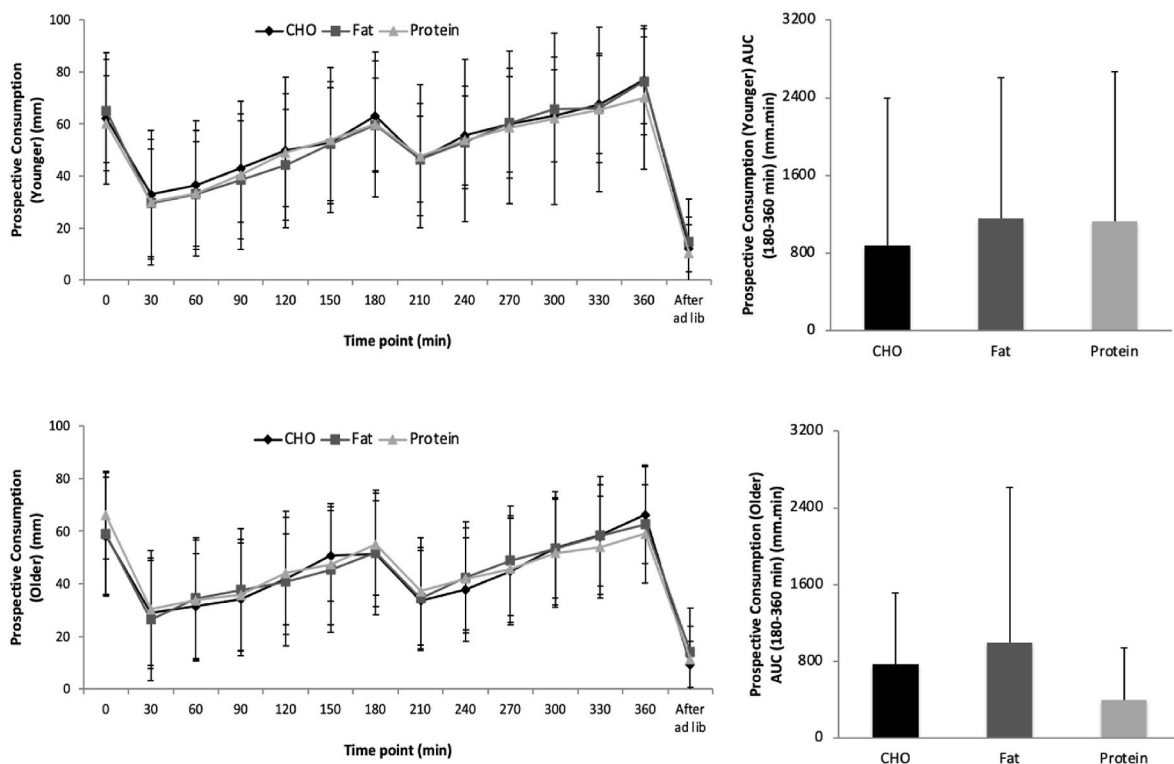 CHO Fat Protein
Prospective Consumption
(Younger) (mm)
100
80
60
40
20
0
0 30 60 90 120 150 180 210 240 270 300 330 360 After
ad lib
Time point (min)
Prospective Consumption (Younger) AUC
(180-360 min) (mm.min)
3200
2400
1600
800
0
CHO Fat Protein
CHO Fat Protein
Prospective Consumption
(Older) (mm)
100
80
60
40
20
0
0 30 60 90 120 150 180 210 240 270 300 330 360 After
ad lib
Time point (min)
Prospective Consumption (Older)
AUC (180-360 min) (mm.min)
3200
2400
1600
800
0
CHO Fat Protein